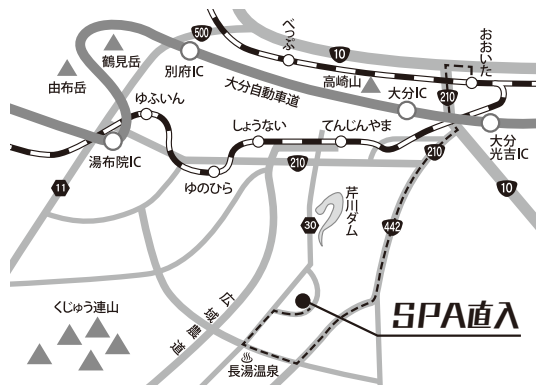 500
べっぷ
10
おおいた
鶴見岳
別府IC
由布岳
大分自動車道
高崎山
大分IC
210
ゆふいん
しょうない
てんじんやま
大分
光吉IC
湯布院IC
210
210
ゆのひら
11
10
芹川ダム
30
442
くじゅう連山
広域農道
SPA直入
長湯温泉